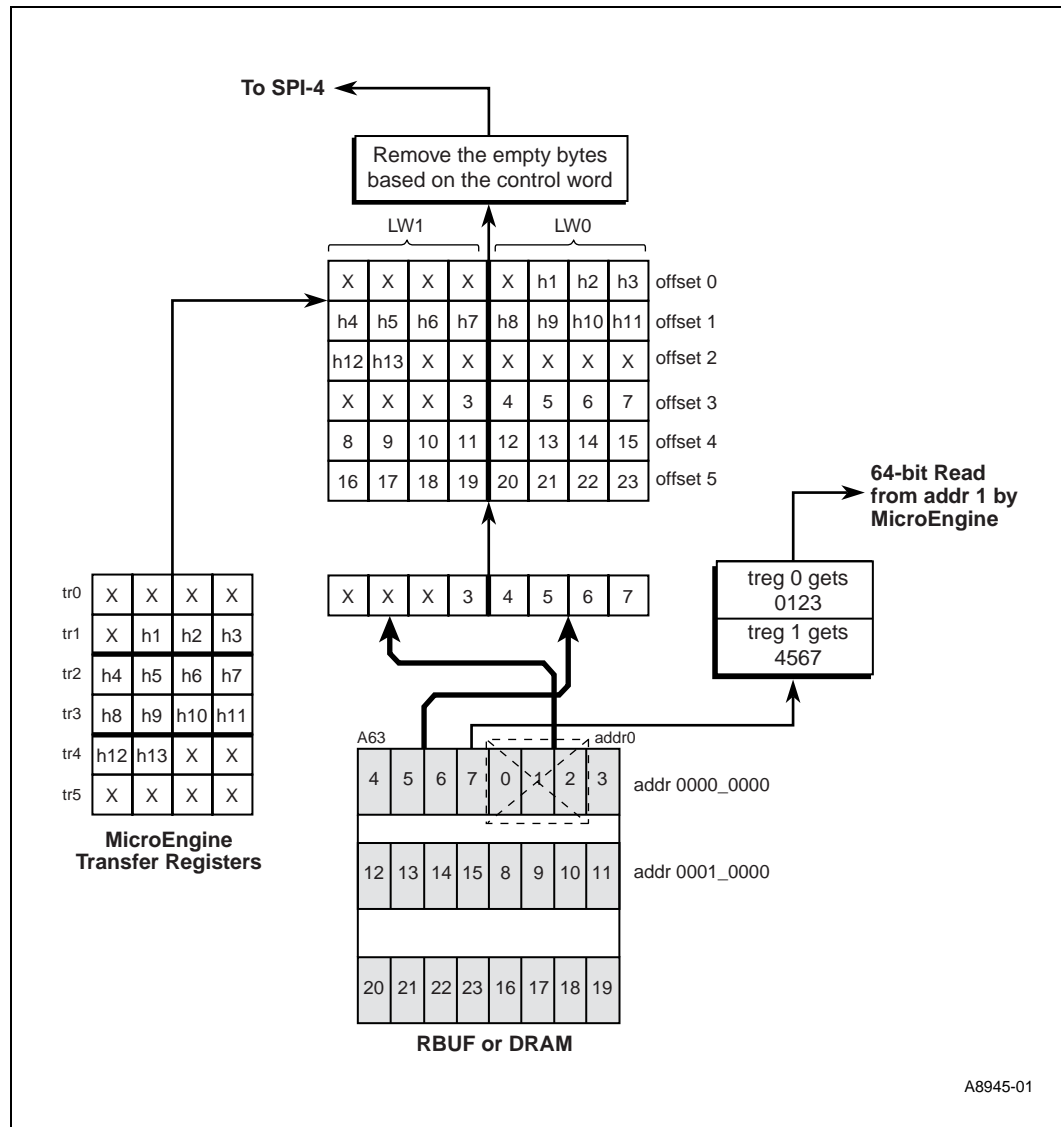 To SPI-4
Remove the empty bytes
based on the control word
LW1 LW0
X X X X X h1 h2 h3 offset 0
h4 h5 h6 h7 h8 h9 h10 h11 offset 1
h12 h13 X X X X X X offset 2
X X X 3 4 5 6 7 offset 3
8 9 10 11 12 13 14 15 offset 4
16 17 18 19 20 21 22 23 offset 5
64-bit Read
from addr 1 by
MicroEngine
treg 0 gets
0123
treg 1 gets
4567
X X X 3 4 5 6 7
tr0 X X X X
tr1 X h1 h2 h3
tr2 h4 h5 h6 h7
tr3 h8 h9 h10 h11
tr4 h12 h13 X X
tr5 X X X X
MicroEngine
Transfer Registers
A63 addr0
4 5 6 7 0 1 2 3 addr 0000_0000
12 13 14 15 8 9 10 11 addr 0001_0000
20 21 22 23 16 17 18 19
RBUF or DRAM
A8945-01